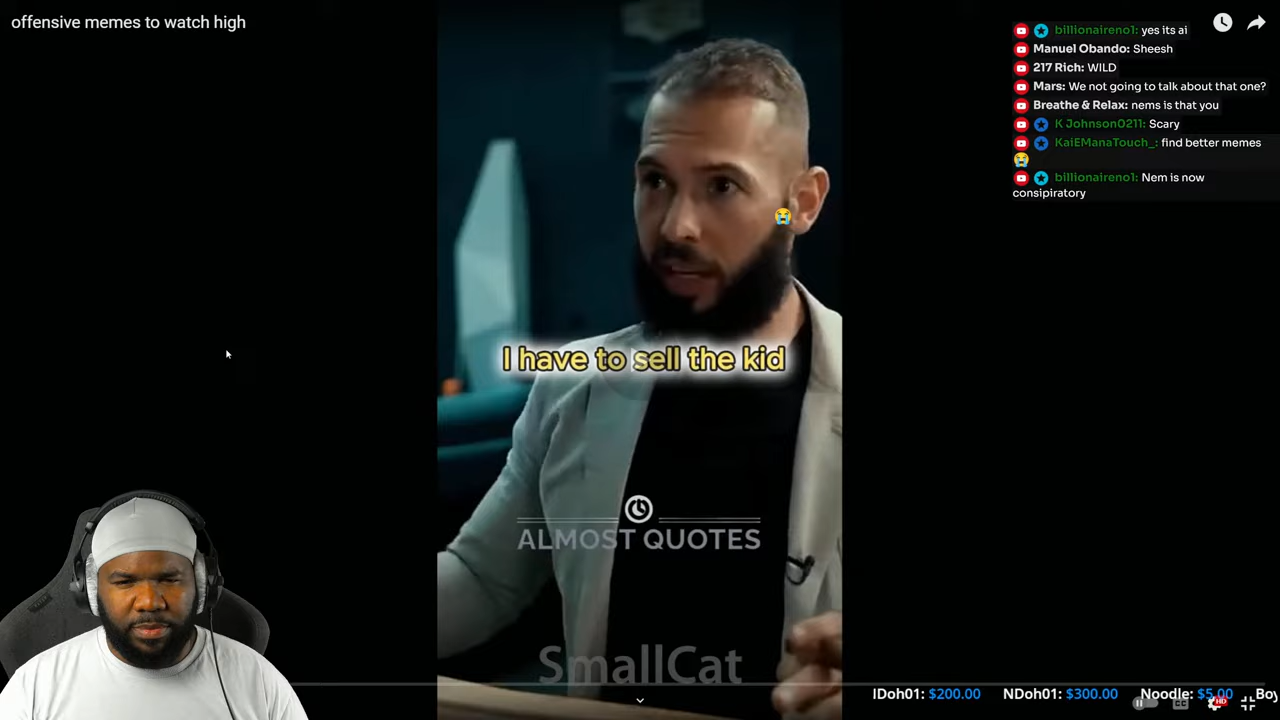 offensive memes to watch high
billionaireno1: yes its ai
Manuel Obando: Sheesh
217 Rich: WILD
Mars: We not going to talk about that one?
Breathe & Relax: nems is that you
K Johnson0211: Scary
KaiEManaTouch_: find better memes
😭
billionaireno1: Nem is now
consipiratory
😭
I have to sell the kid
ALMOST QUOTES
SmallCat
IDoh01: $200.00 NDoh01: $300.00 Noodle: $5.00 Boy
CC HD